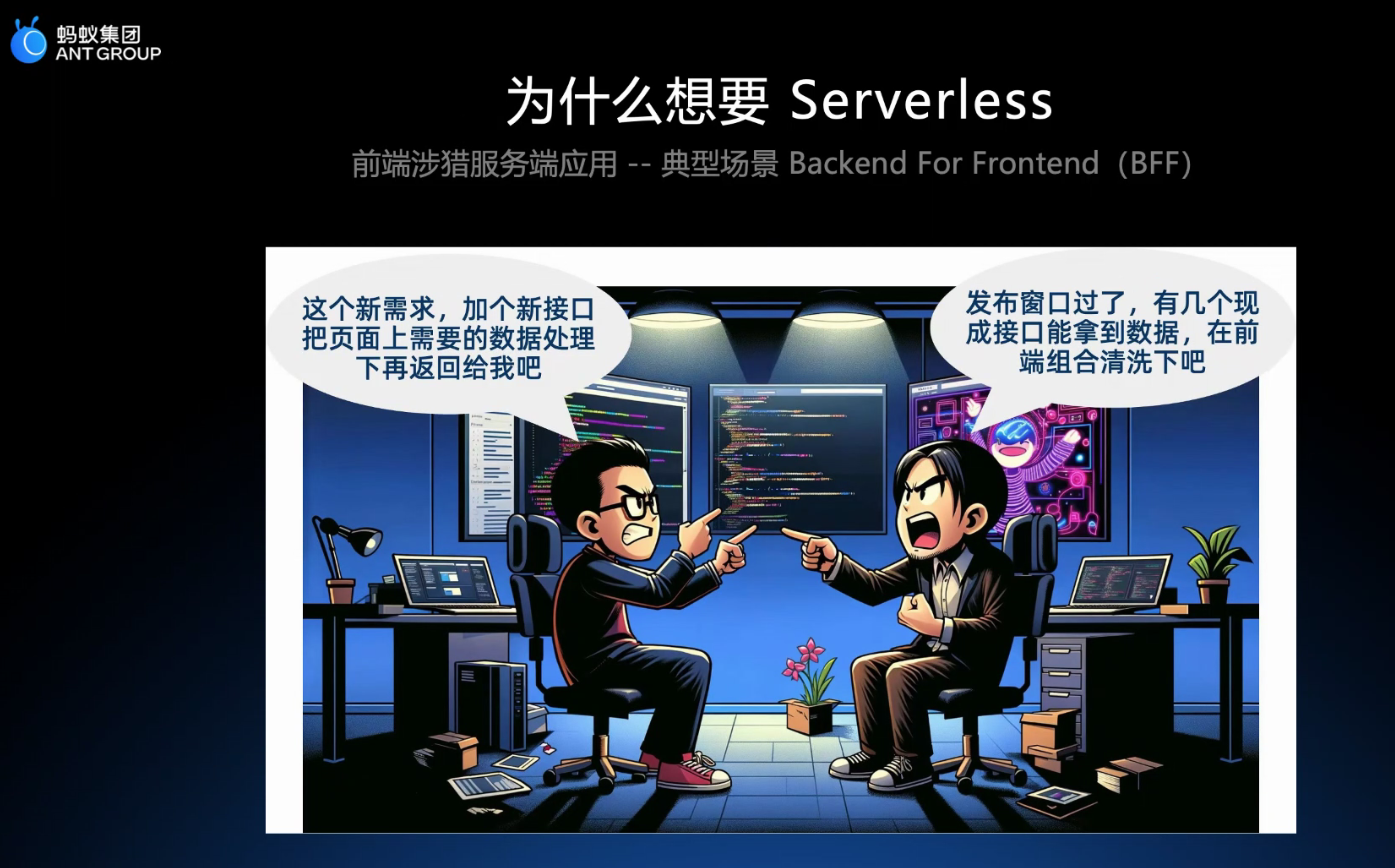 蚂蚁集团
ANT GROUP
为什么想要 Serverless
前端涉猎服务端应用 -- 典型场景 Backend For Frontend（BFF）
这个新需求，加个新接口
把页面上需要的数据处理
下再返回给我吧
发布窗口过了，有几个现
成接口能拿到数据，在前
端组合清洗下吧